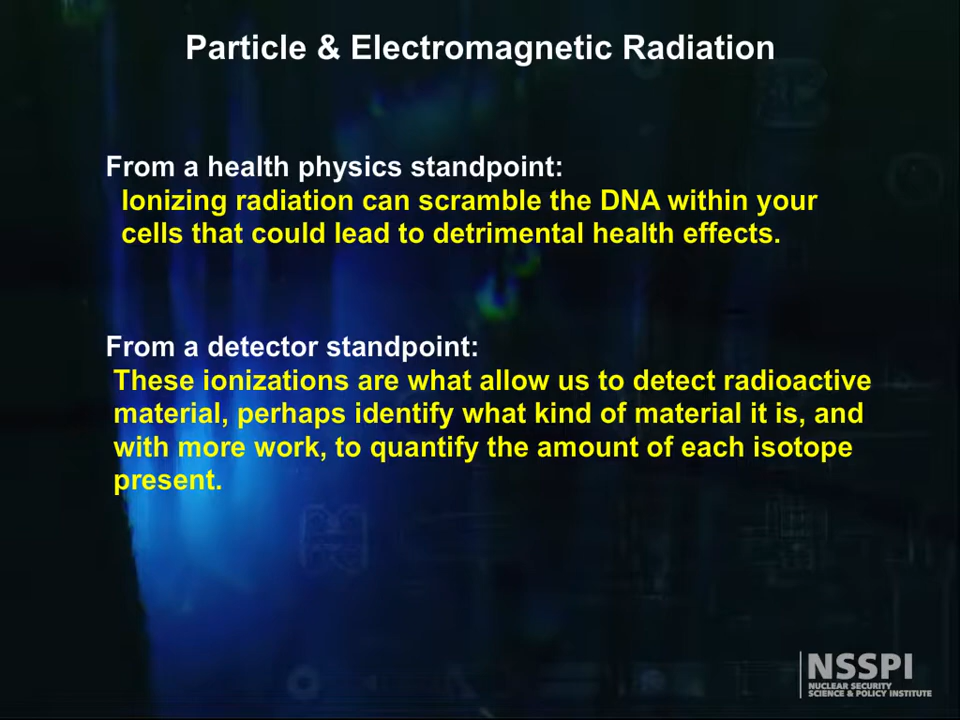 Particle & Electromagnetic Radiation
From a health physics standpoint:
Ionizing radiation can scramble the DNA within your
cells that could lead to detrimental health effects.
From a detector standpoint:
These ionizations are what allow us to detect radioactive
material, perhaps identify what kind of material it is, and
with more work, to quantify the amount of each isotope
present.
NSSPI
NUCLEAR SECURITY
SCIENCE & POLICY INSTITUTE